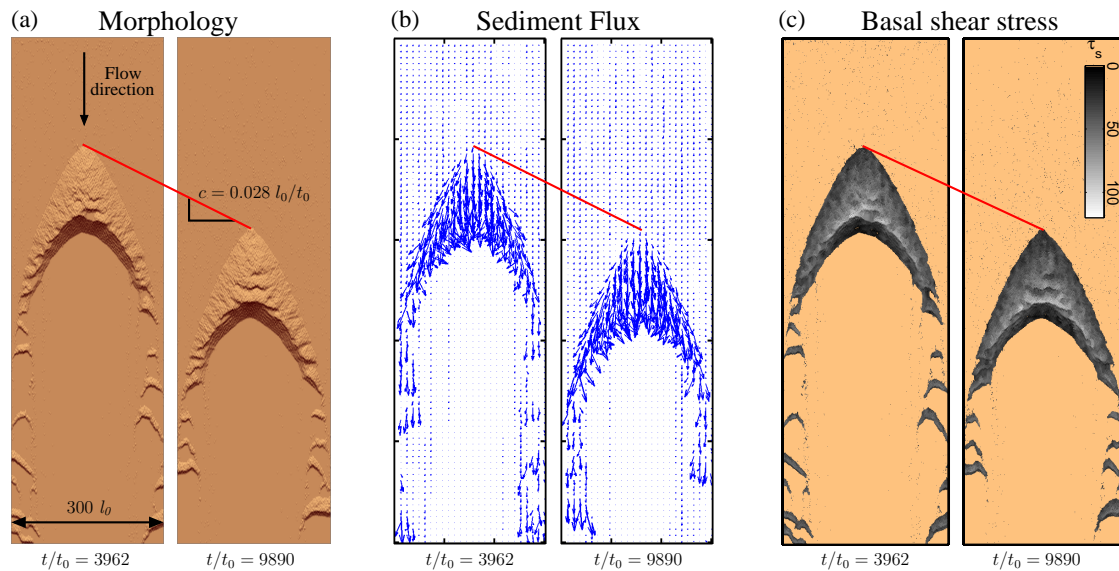 (a) Morphology
Flow
direction
c = 0.028 l₀/t₀
300 l₀
t/t₀ = 3962
t/t₀ = 9890
(b) Sediment Flux
t/t₀ = 3962
t/t₀ = 9890
(c) Basal shear stress
τₛ
0
50
100
t/t₀ = 3962
t/t₀ = 9890